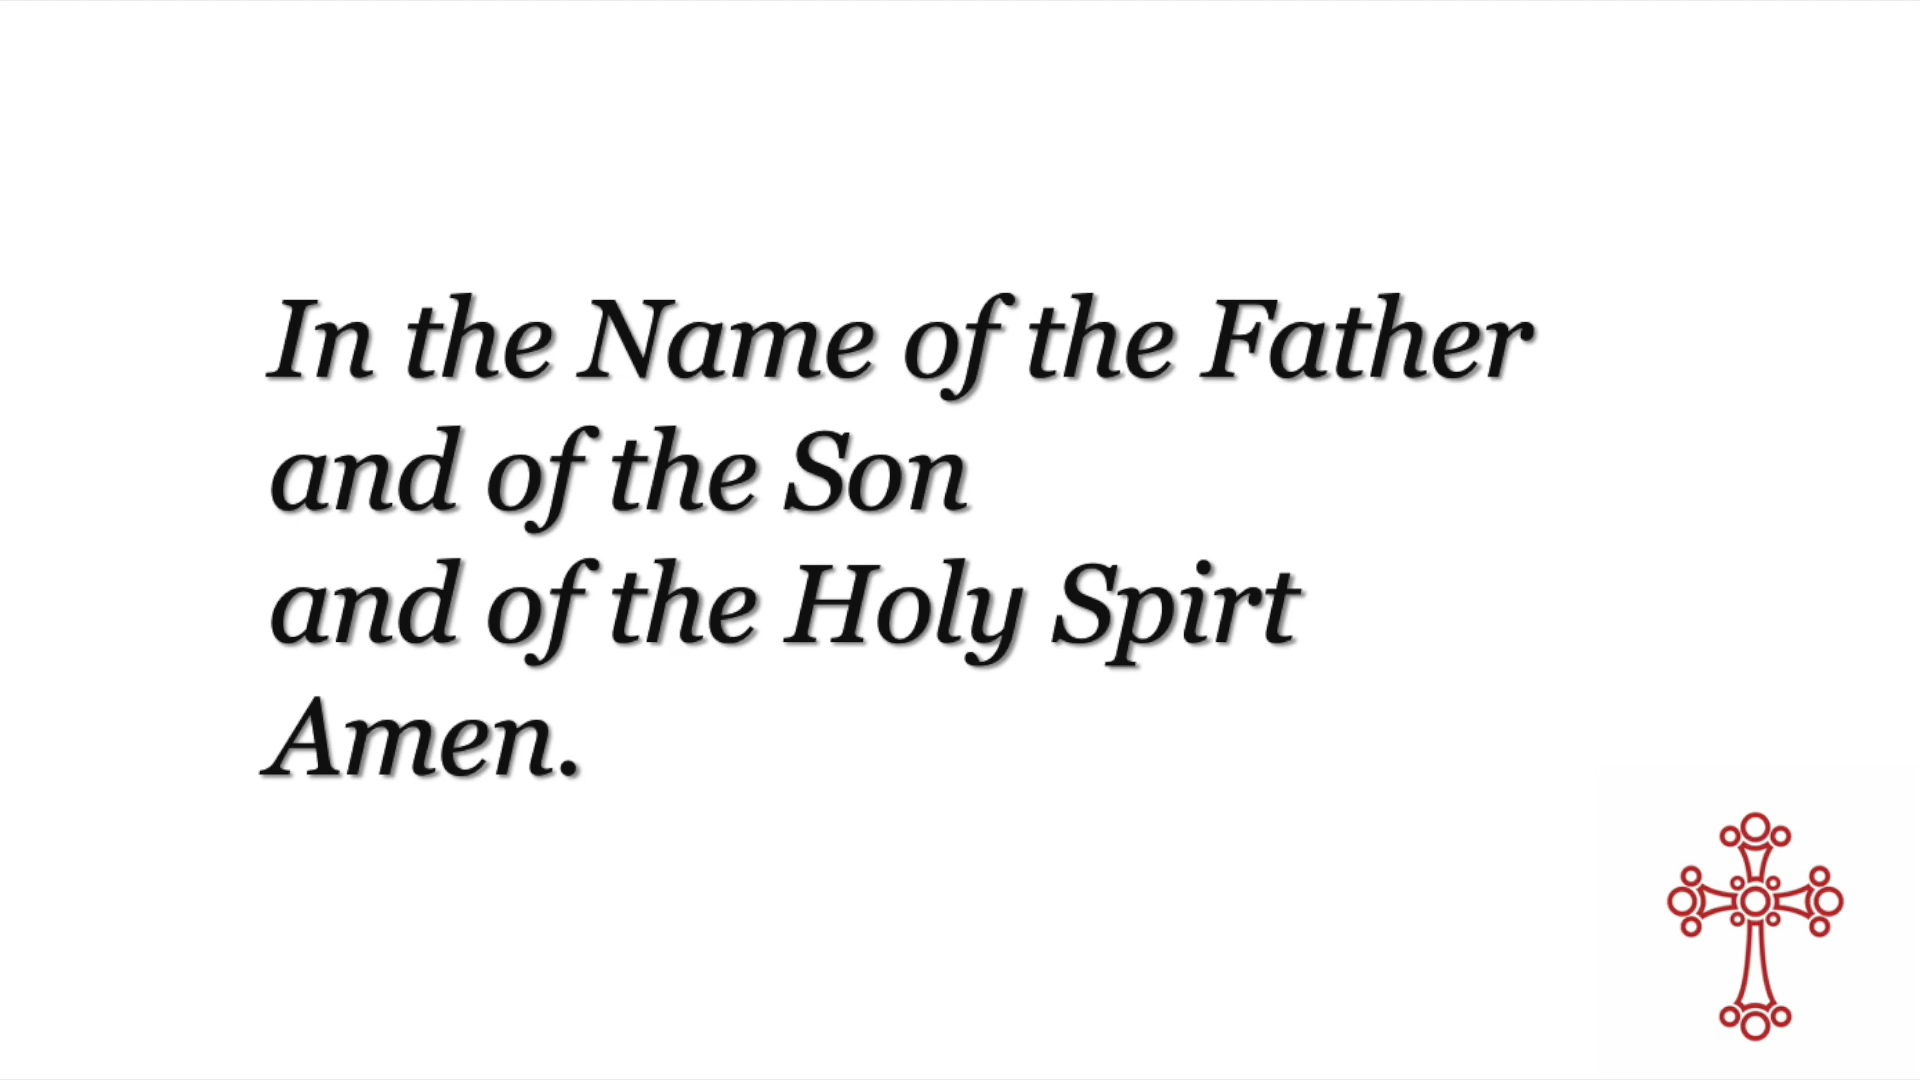 In the Name of the Father
and of the Son
and of the Holy Spirt
Amen.